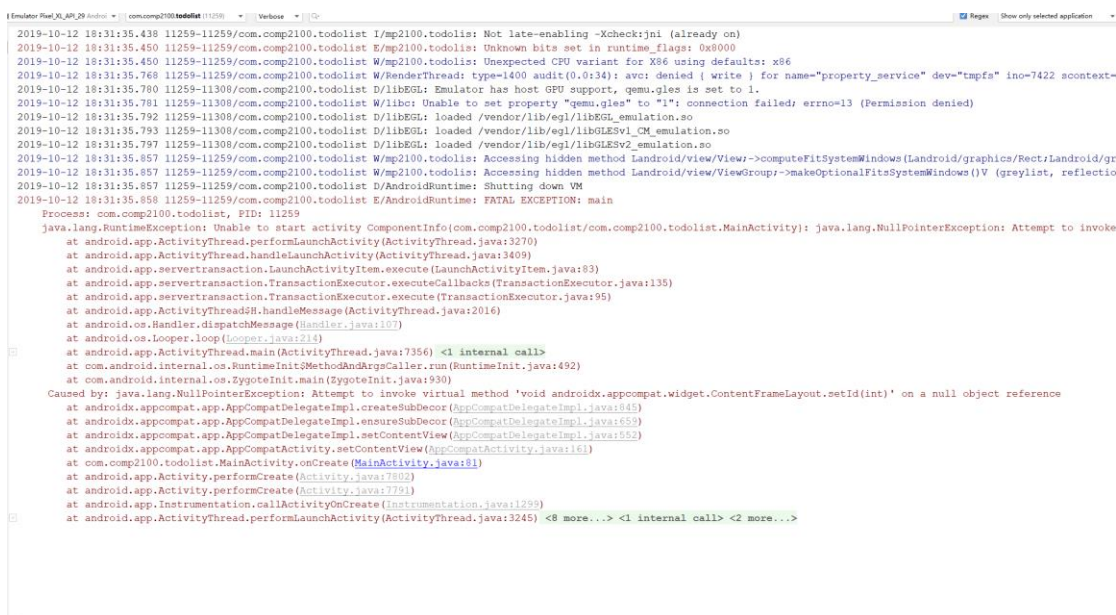 Emulator Pixel_XL_API_29 Androi com.comp2100.todolist (11259) Verbose Regex Show only selected application
2019-10-12 18:31:35.438 11259-11259/com.comp2100.todolist I/mp2100.todolis: Not late-enabling -Xcheck:jni (already on)
2019-10-12 18:31:35.450 11259-11259/com.comp2100.todolist E/mp2100.todolis: Unknown bits set in runtime_flags: 0x8000
2019-10-12 18:31:35.450 11259-11259/com.comp2100.todolist W/mp2100.todolis: Unexpected CPU variant for X86 using defaults: x86
2019-10-12 18:31:35.768 11259-11259/com.comp2100.todolist W/RenderThread: type=1400 audit(0.0:34): avc: denied { write } for name="property_service" dev="tmpfs" ino=7422 scontext=
2019-10-12 18:31:35.780 11259-11308/com.comp2100.todolist D/libEGL: Emulator has host GPU support, qemu.gles is set to 1.
2019-10-12 18:31:35.781 11259-11308/com.comp2100.todolist W/libc: Unable to set property "qemu.gles" to "1": connection failed; errno=13 (Permission denied)
2019-10-12 18:31:35.792 11259-11308/com.comp2100.todolist D/libEGL: loaded /vendor/lib/egl/libEGL_emulation.so
2019-10-12 18:31:35.793 11259-11308/com.comp2100.todolist D/libEGL: loaded /vendor/lib/egl/libGLESv1_CM_emulation.so
2019-10-12 18:31:35.797 11259-11308/com.comp2100.todolist D/libEGL: loaded /vendor/lib/egl/libGLESv2_emulation.so
2019-10-12 18:31:35.857 11259-11259/com.comp2100.todolist W/mp2100.todolis: Accessing hidden method Landroid/view/View;->computeFitSystemWindows(Landroid/graphics/Rect;Landroid/gr
2019-10-12 18:31:35.857 11259-11259/com.comp2100.todolist W/mp2100.todolis: Accessing hidden method Landroid/view/ViewGroup;->makeOptionalFitsSystemWindows()V (greylist, reflectio
2019-10-12 18:31:35.857 11259-11259/com.comp2100.todolist D/AndroidRuntime: Shutting down VM
2019-10-12 18:31:35.858 11259-11259/com.comp2100.todolist E/AndroidRuntime: FATAL EXCEPTION: main
Process: com.comp2100.todolist, PID: 11259
java.lang.RuntimeException: Unable to start activity ComponentInfo{com.comp2100.todolist/com.comp2100.todolist.MainActivity}: java.lang.NullPointerException: Attempt to invoke
at android.app.ActivityThread.performLaunchActivity(ActivityThread.java:3270)
at android.app.ActivityThread.handleLaunchActivity(ActivityThread.java:3409)
at android.app.servertransaction.LaunchActivityItem.execute(LaunchActivityItem.java:83)
at android.app.servertransaction.TransactionExecutor.executeCallbacks(TransactionExecutor.java:135)
at android.app.servertransaction.TransactionExecutor.execute(TransactionExecutor.java:95)
at android.app.ActivityThread$H.handleMessage(ActivityThread.java:2016)
at android.os.Handler.dispatchMessage(Handler.java:107)
at android.os.Looper.loop(Looper.java:214)
at android.app.ActivityThread.main(ActivityThread.java:7356) <1 internal call>
at com.android.internal.os.RuntimeInit$MethodAndArgsCaller.run(RuntimeInit.java:492)
at com.android.internal.os.ZygoteInit.main(ZygoteInit.java:930)
Caused by: java.lang.NullPointerException: Attempt to invoke virtual method 'void androidx.appcompat.widget.ContentFrameLayout.setId(int)' on a null object reference
at androidx.appcompat.app.AppCompatDelegateImpl.createSubDecor(AppCompatDelegateImpl.java:845)
at androidx.appcompat.app.AppCompatDelegateImpl.ensureSubDecor(AppCompatDelegateImpl.java:659)
at androidx.appcompat.app.AppCompatDelegateImpl.setContentView(AppCompatDelegateImpl.java:552)
at androidx.appcompat.app.AppCompatActivity.setContentView(AppCompatActivity.java:161)
at com.comp2100.todolist.MainActivity.onCreate(MainActivity.java:81)
at android.app.Activity.performCreate(Activity.java:7802)
at android.app.Activity.performCreate(Activity.java:7791)
at android.app.Instrumentation.callActivityOnCreate(Instrumentation.java:1299)
at android.app.ActivityThread.performLaunchActivity(ActivityThread.java:3245) <8 more...> <1 internal call> <2 more...>